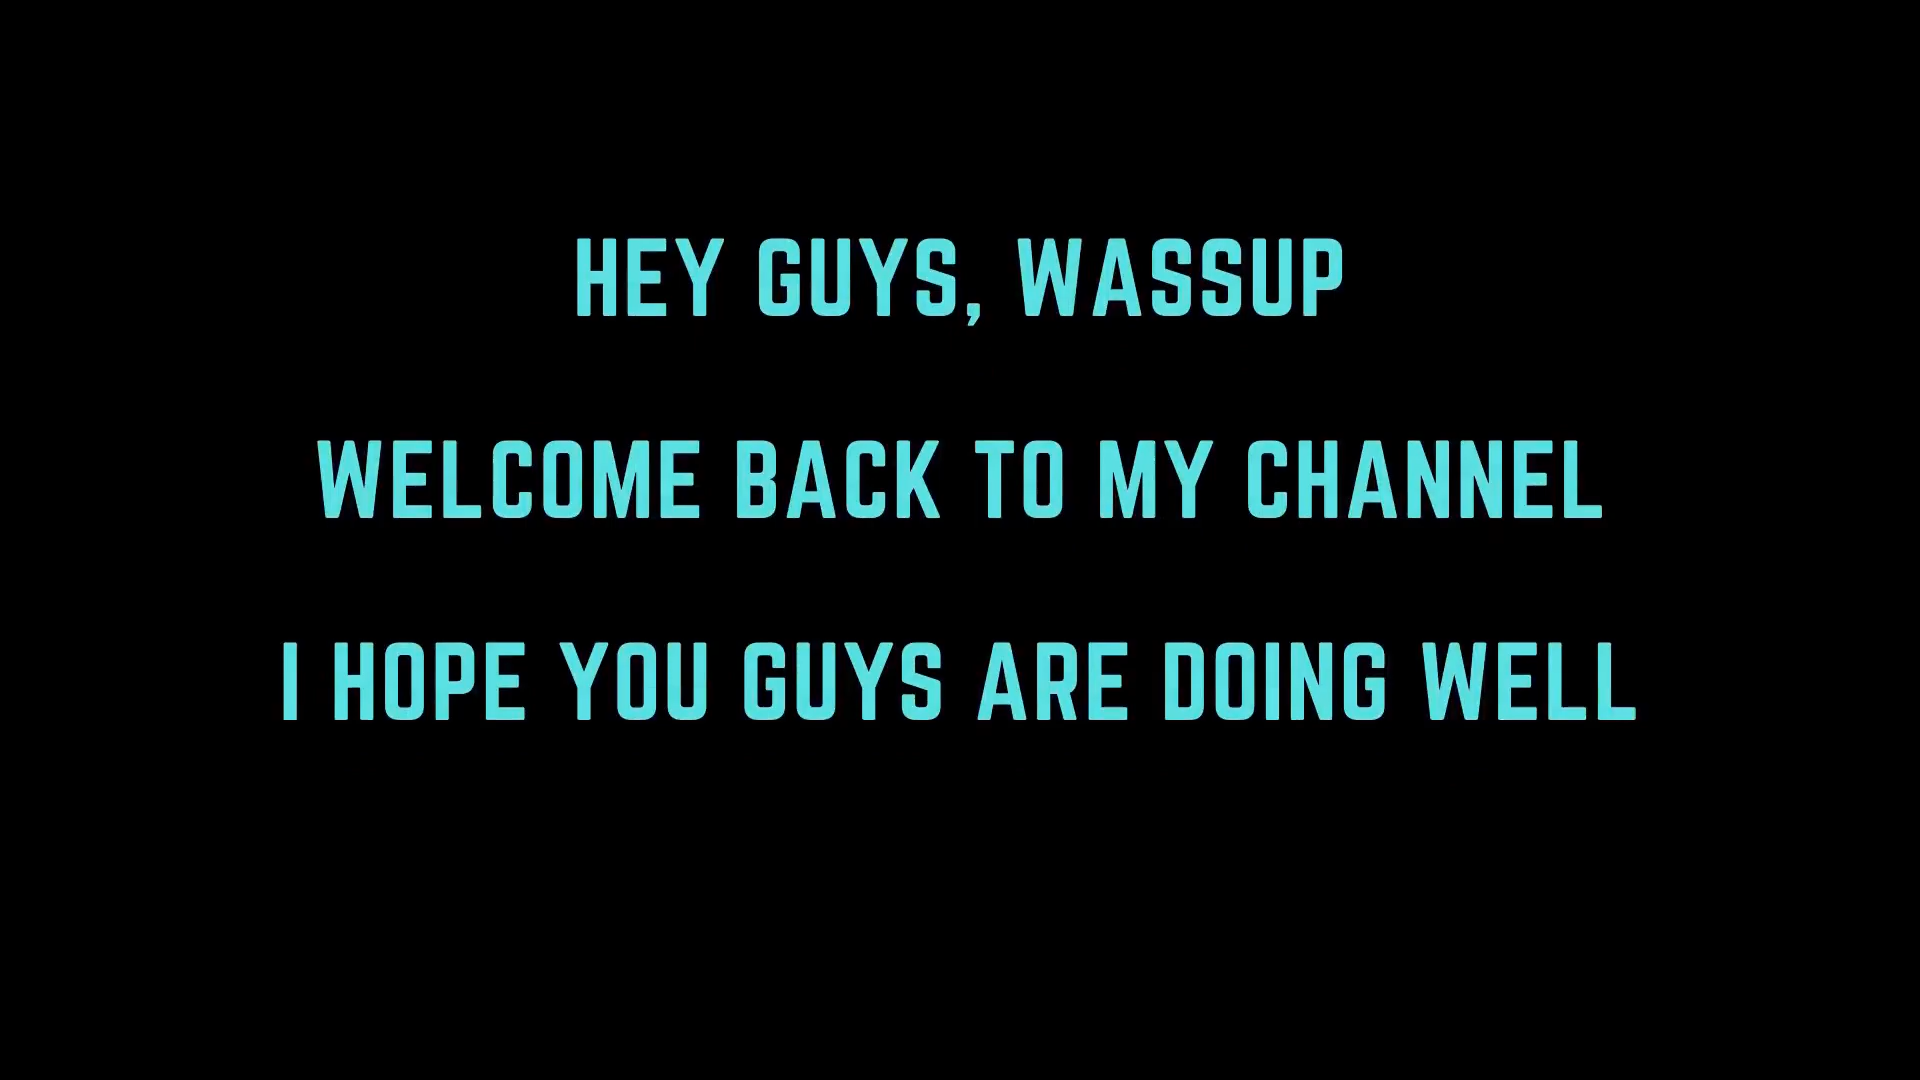 HEY GUYS, WASSUP
WELCOME BACK TO MY CHANNEL
I HOPE YOU GUYS ARE DOING WELL